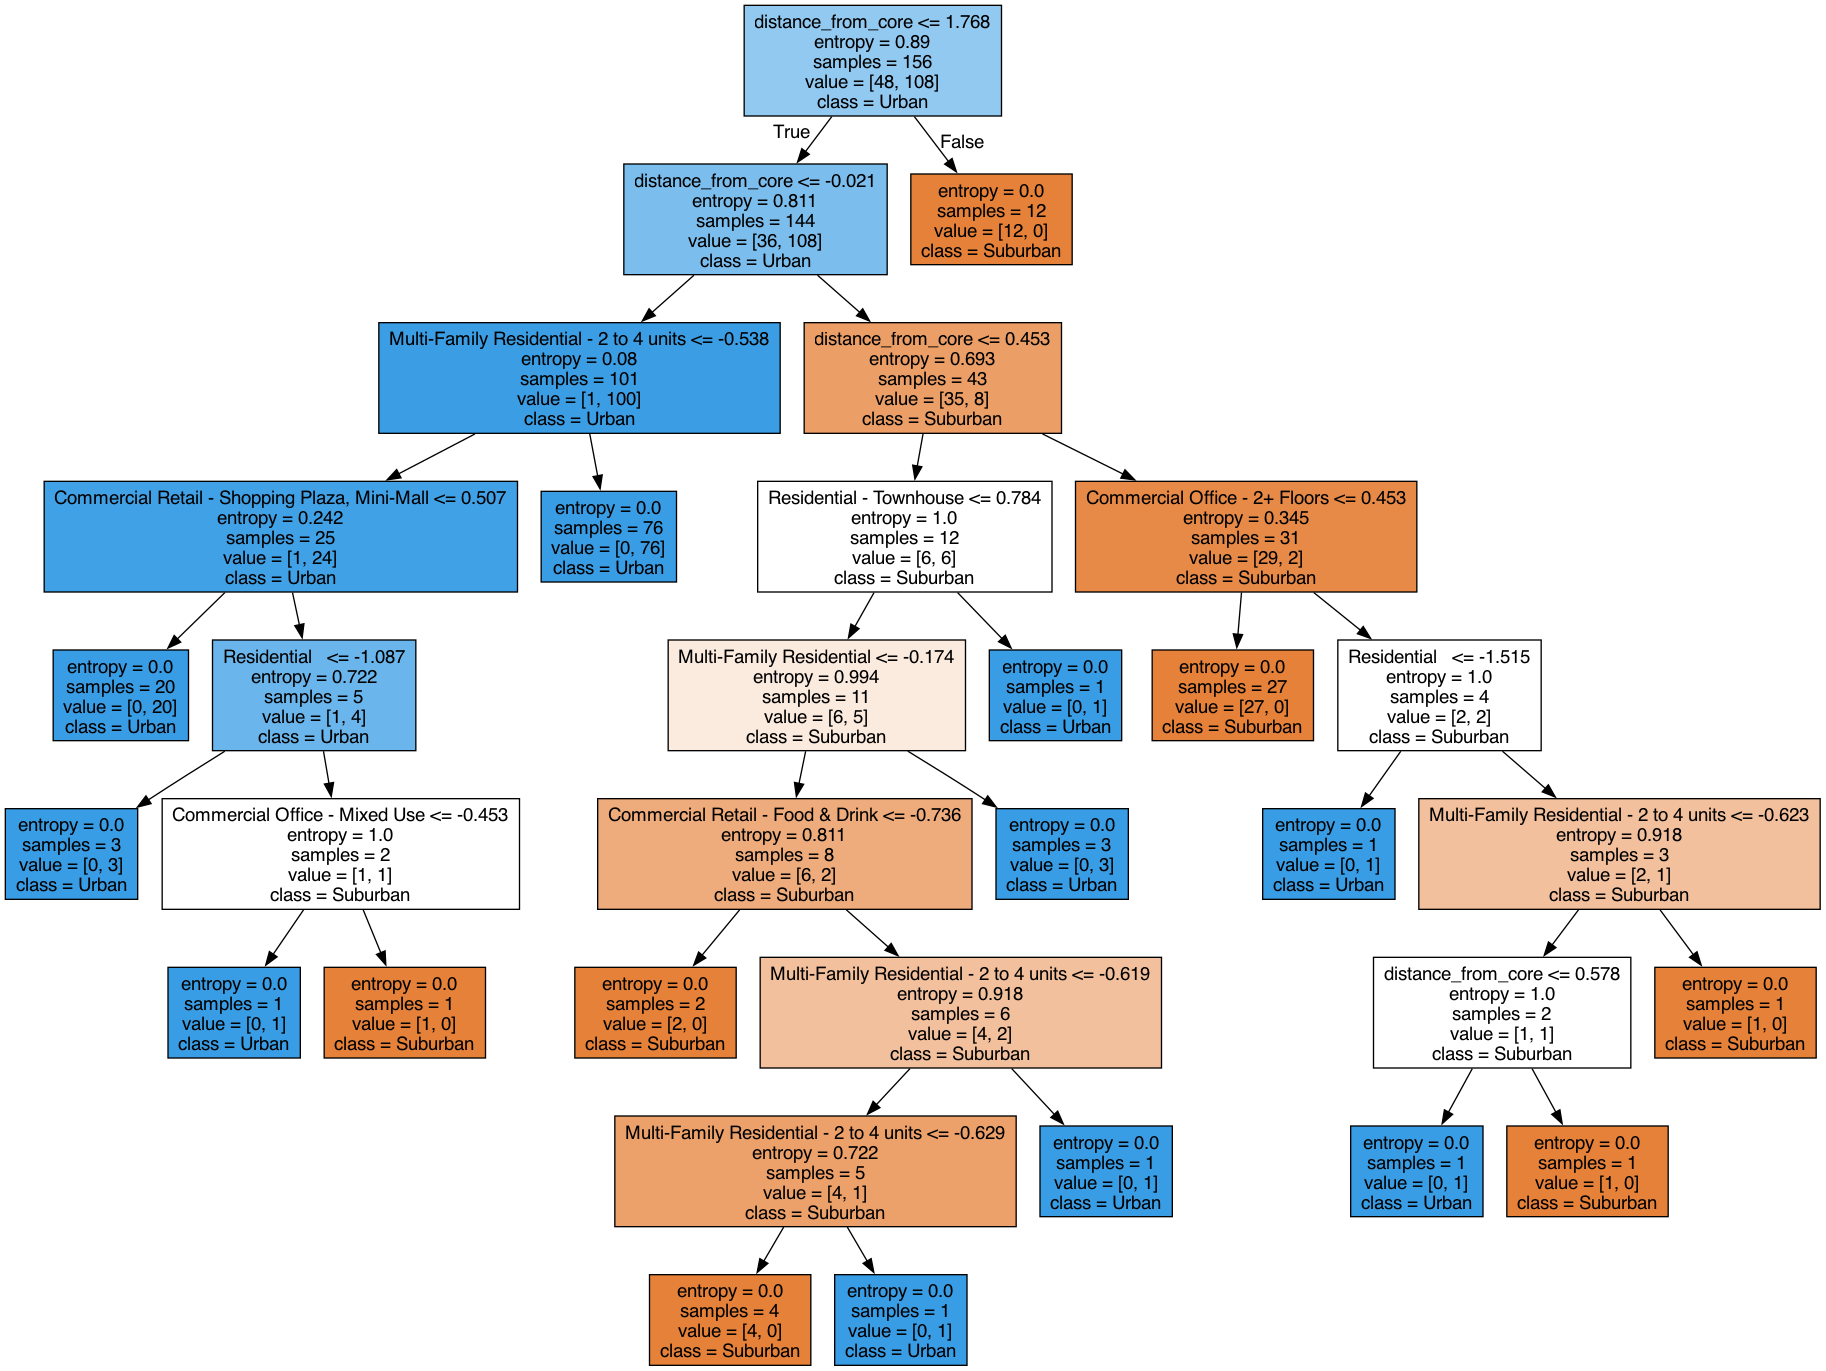 distance_from_core <= 1.768
entropy = 0.89
samples = 156
value = [48, 108]
class = Urban
True
False
distance_from_core <= -0.021
entropy = 0.811
samples = 144
value = [36, 108]
class = Urban
entropy = 0.0
samples = 12
value = [12, 0]
class = Suburban
Multi-Family Residential - 2 to 4 units <= -0.538
entropy = 0.08
samples = 101
value = [1, 100]
class = Urban
distance_from_core <= 0.453
entropy = 0.693
samples = 43
value = [35, 8]
class = Suburban
Commercial Retail - Shopping Plaza, Mini-Mall <= 0.507
entropy = 0.242
samples = 25
value = [1, 24]
class = Urban
entropy = 0.0
samples = 76
value = [0, 76]
class = Urban
Residential - Townhouse <= 0.784
entropy = 1.0
samples = 12
value = [6, 6]
class = Suburban
Commercial Office - 2+ Floors <= 0.453
entropy = 0.345
samples = 31
value = [29, 2]
class = Suburban
entropy = 0.0
samples = 20
value = [0, 20]
class = Urban
Residential   <= -1.087
entropy = 0.722
samples = 5
value = [1, 4]
class = Urban
Multi-Family Residential <= -0.174
entropy = 0.994
samples = 11
value = [6, 5]
class = Suburban
entropy = 0.0
samples = 1
value = [0, 1]
class = Urban
entropy = 0.0
samples = 27
value = [27, 0]
class = Suburban
Residential   <= -1.515
entropy = 1.0
samples = 4
value = [2, 2]
class = Suburban
entropy = 0.0
samples = 3
value = [0, 3]
class = Urban
Commercial Office - Mixed Use <= -0.453
entropy = 1.0
samples = 2
value = [1, 1]
class = Suburban
Commercial Retail - Food & Drink <= -0.736
entropy = 0.811
samples = 8
value = [6, 2]
class = Suburban
entropy = 0.0
samples = 3
value = [0, 3]
class = Urban
entropy = 0.0
samples = 1
value = [0, 1]
class = Urban
Multi-Family Residential - 2 to 4 units <= -0.623
entropy = 0.918
samples = 3
value = [2, 1]
class = Suburban
entropy = 0.0
samples = 1
value = [0, 1]
class = Urban
entropy = 0.0
samples = 1
value = [1, 0]
class = Suburban
entropy = 0.0
samples = 2
value = [2, 0]
class = Suburban
Multi-Family Residential - 2 to 4 units <= -0.619
entropy = 0.918
samples = 6
value = [4, 2]
class = Suburban
distance_from_core <= 0.578
entropy = 1.0
samples = 2
value = [1, 1]
class = Suburban
entropy = 0.0
samples = 1
value = [1, 0]
class = Suburban
Multi-Family Residential - 2 to 4 units <= -0.629
entropy = 0.722
samples = 5
value = [4, 1]
class = Suburban
entropy = 0.0
samples = 1
value = [0, 1]
class = Urban
entropy = 0.0
samples = 1
value = [0, 1]
class = Urban
entropy = 0.0
samples = 1
value = [1, 0]
class = Suburban
entropy = 0.0
samples = 4
value = [4, 0]
class = Suburban
entropy = 0.0
samples = 1
value = [0, 1]
class = Urban